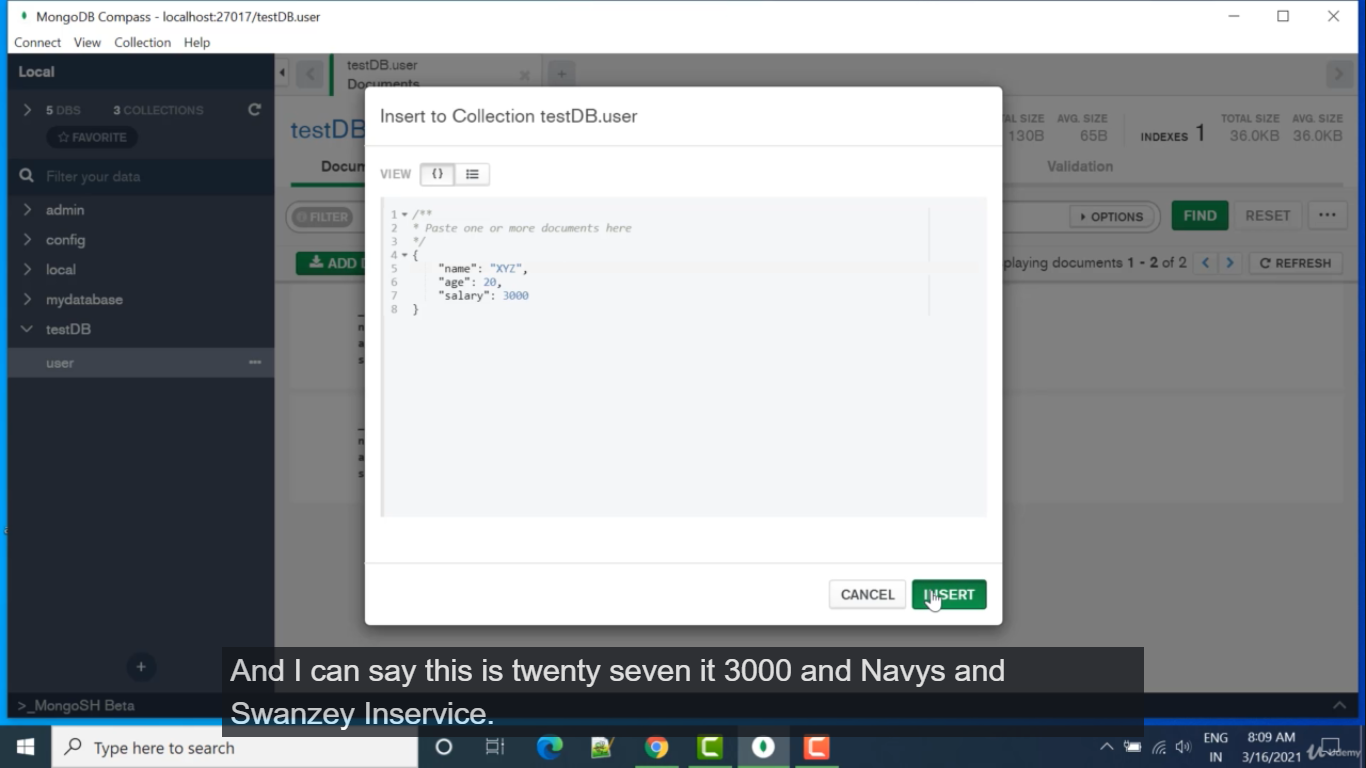 MongoDB Compass - localhost:27017/testDB.user
Connect View Collection Help
Local
testDB.user
Documents
5 DBS 3 COLLECTIONS
FAVORITE
Filter your data
admin
config
local
mydatabase
testDB
user
>_MongoSH Beta
testDB
AVG. SIZE
130B 65B
INDEXES 1
TOTAL SIZE AVG. SIZE
36.0KB 36.0KB
Validation
FILTER
OPTIONS
FIND
RESET
ADD
documents 1 - 2 of 2
REFRESH
Insert to Collection testDB.user
VIEW {}
1 /**
2 * Paste one or more documents here
3 */
4 {
5 "name": "XYZ",
6 "age": 20,
7 "salary": 3000
8 }
CANCEL INSERT
And I can say this is twenty seven it 3000 and Navys and
Swanzey Inservice.
Type here to search
ENG
IN
8:09 AM
3/16/2021
Udemy